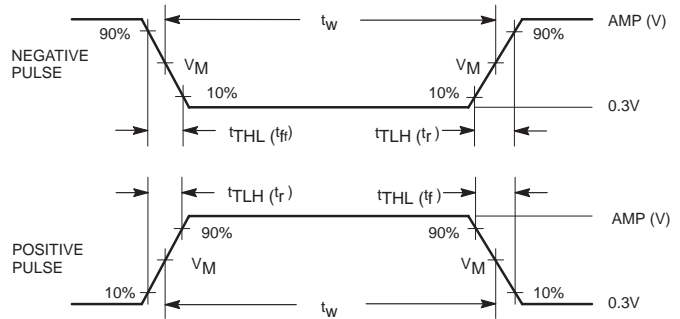 tw
AMP (V)
90%
90%
NEGATIVE
PULSE
VM
VM
10%
10%
0.3V
tTHL (tff)
tTLH (tr)
tTLH (tr)
tTHL (tf)
AMP (V)
90%
90%
POSITIVE
PULSE
VM
VM
10%
10%
0.3V
tw